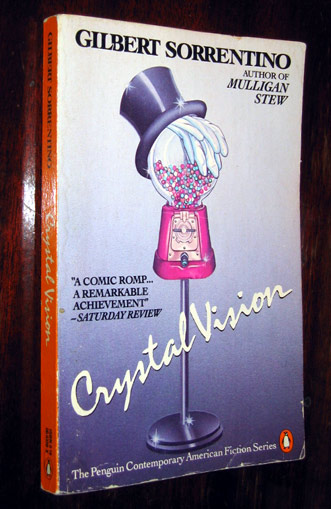 GILBERT SORRENTINO
AUTHOR OF
MULLIGAN
STEW
"A COMIC ROMP...
A REMARKABLE
ACHIEVEMENT"
–SATURDAY REVIEW
Crystal Vision
The Penguin Contemporary American Fiction Series
GILBERT SORRENTINO
Crystal Vision